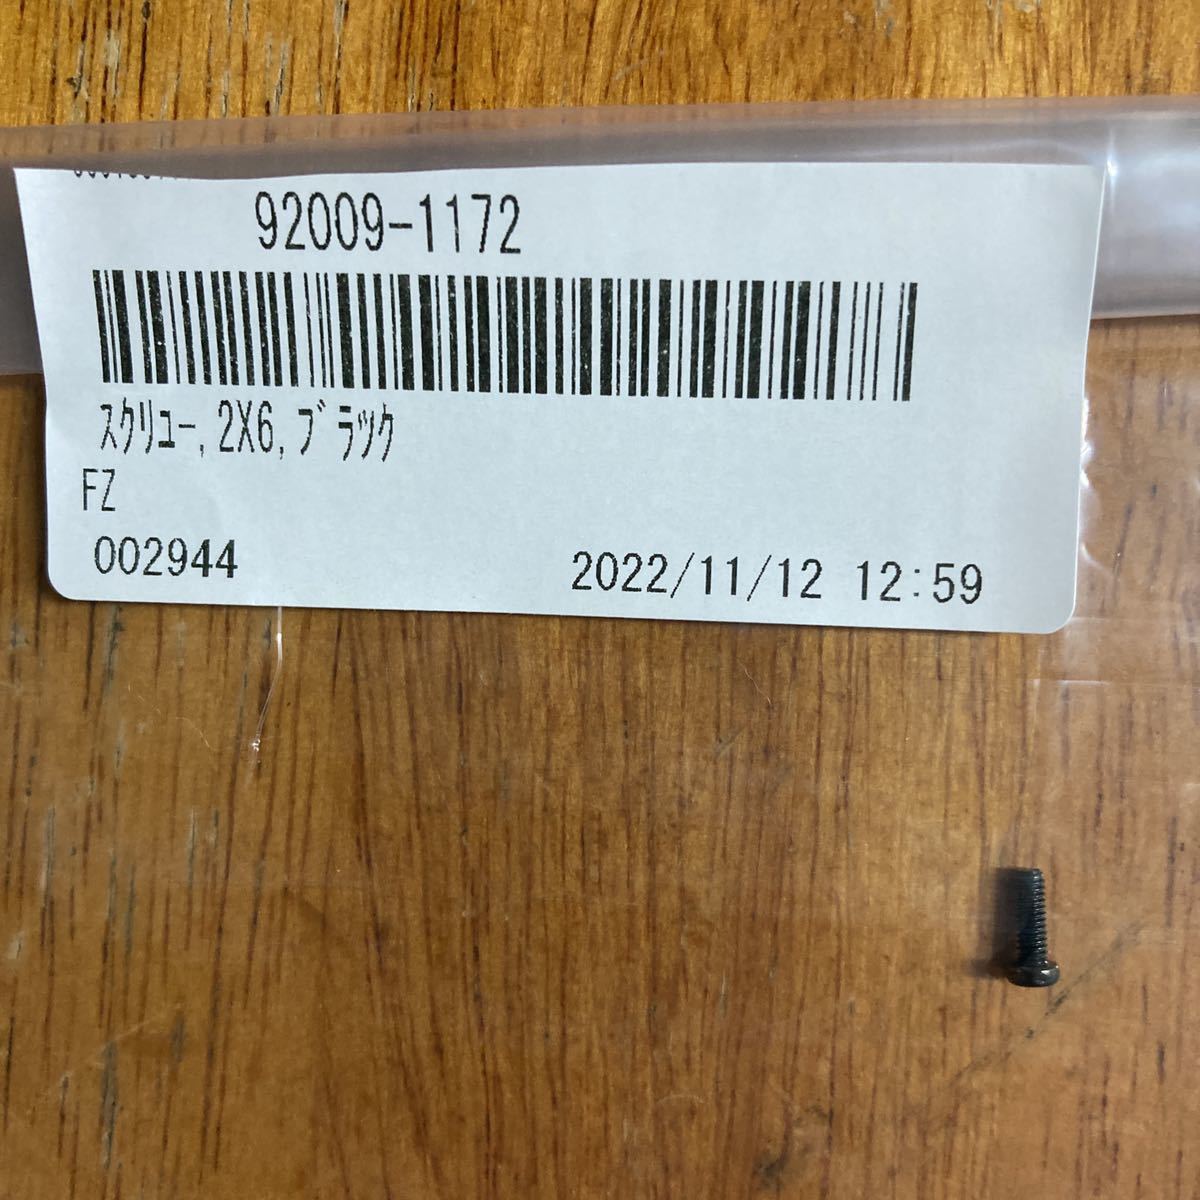 92009-1172
ｽｸﾘｭｰ,2X6,ﾌﾞﾗｯｸ
FZ
002944 2022/11/12 12:59